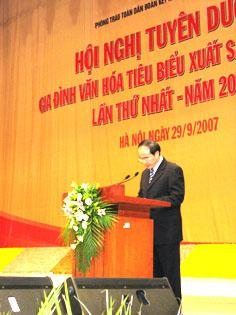 PHONG TRÀO TOÀN DÂN ĐOÀN KẾT
HỘI NGHỊ TUYÊN DƯ
GIA ĐÌNH VĂN HÓA TIÊU BIỂU XUẤT S
LẦN THỨ NHẤT - NĂM 20
HÀ NỘI NGÀY 29/9/2007